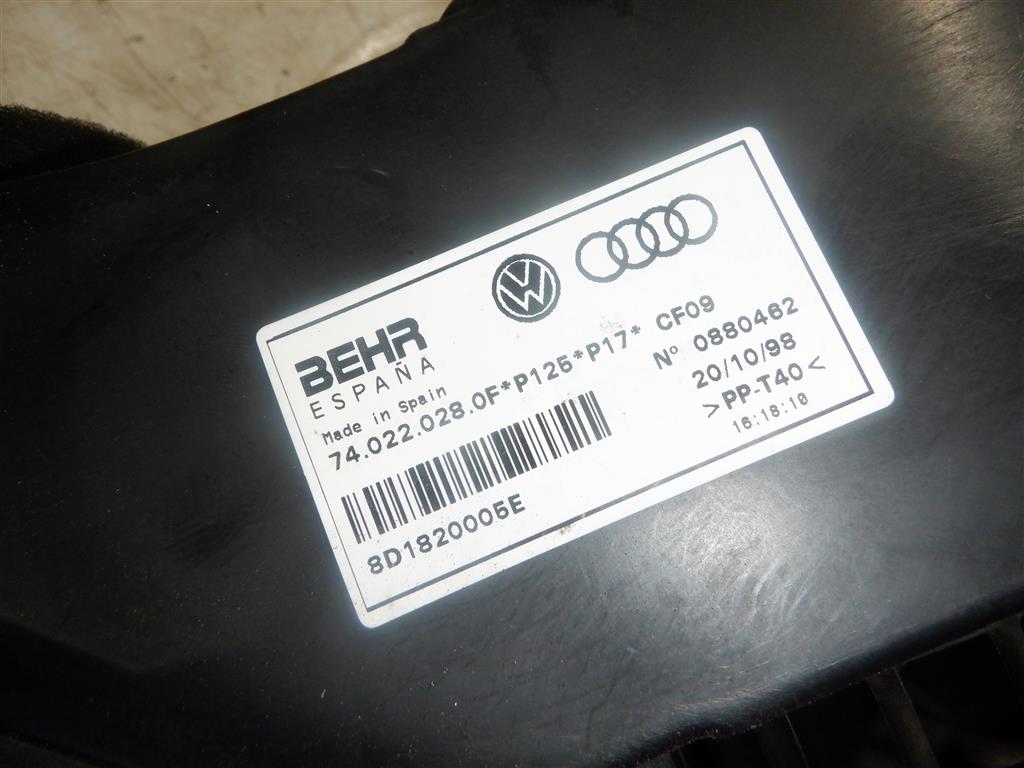 BEHR
ESPAÑA
Made in Spain
74.022.028.0F*P125*P17* CF09
Nº 0880462
20/10/98
>PP-T40<
16:18:10
8D1820005E